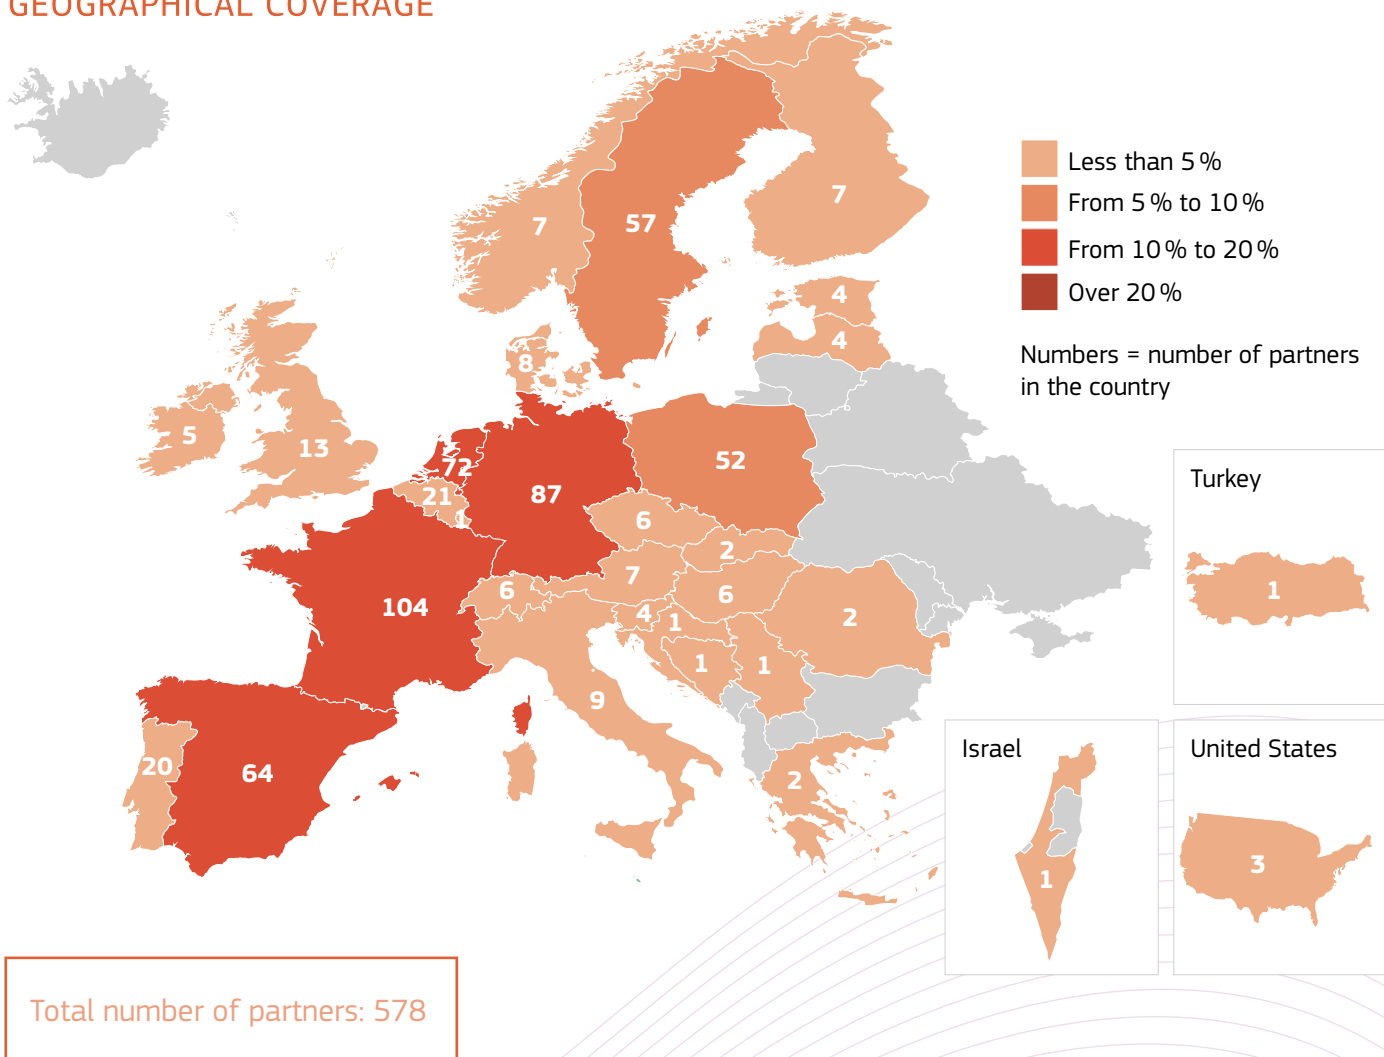 GEOGRAPHICAL COVERAGE
Less than 5 %
From 5 % to 10 %
From 10 % to 20 %
Over 20 %
Numbers = number of partners
in the country
7
57
7
4
4
8
5
13
72
21
1
87
52
6
2
7
6
6
104
4
1
2
1
1
9
20
64
2
Turkey
1
Israel
1
United States
3
Total number of partners: 578